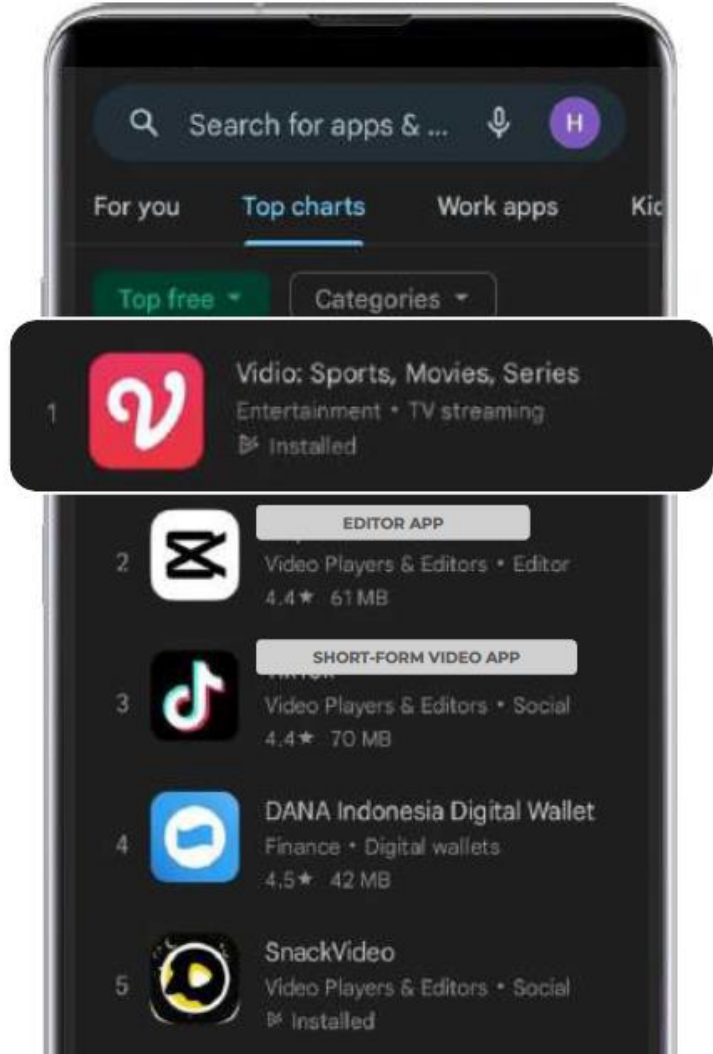 Search for apps & ...
H
For you Top charts Work apps Kic
Top free Categories
1
Vidio: Sports, Movies, Series
Entertainment • TV streaming
Installed
2
EDITOR APP
Video Players & Editors • Editor
4.4★ 61 MB
3
SHORT-FORM VIDEO APP
Video Players & Editors • Social
4.4★ 70 MB
4
DANA Indonesia Digital Wallet
Finance • Digital wallets
4.5★ 42 MB
5
SnackVideo
Video Players & Editors • Social
Installed